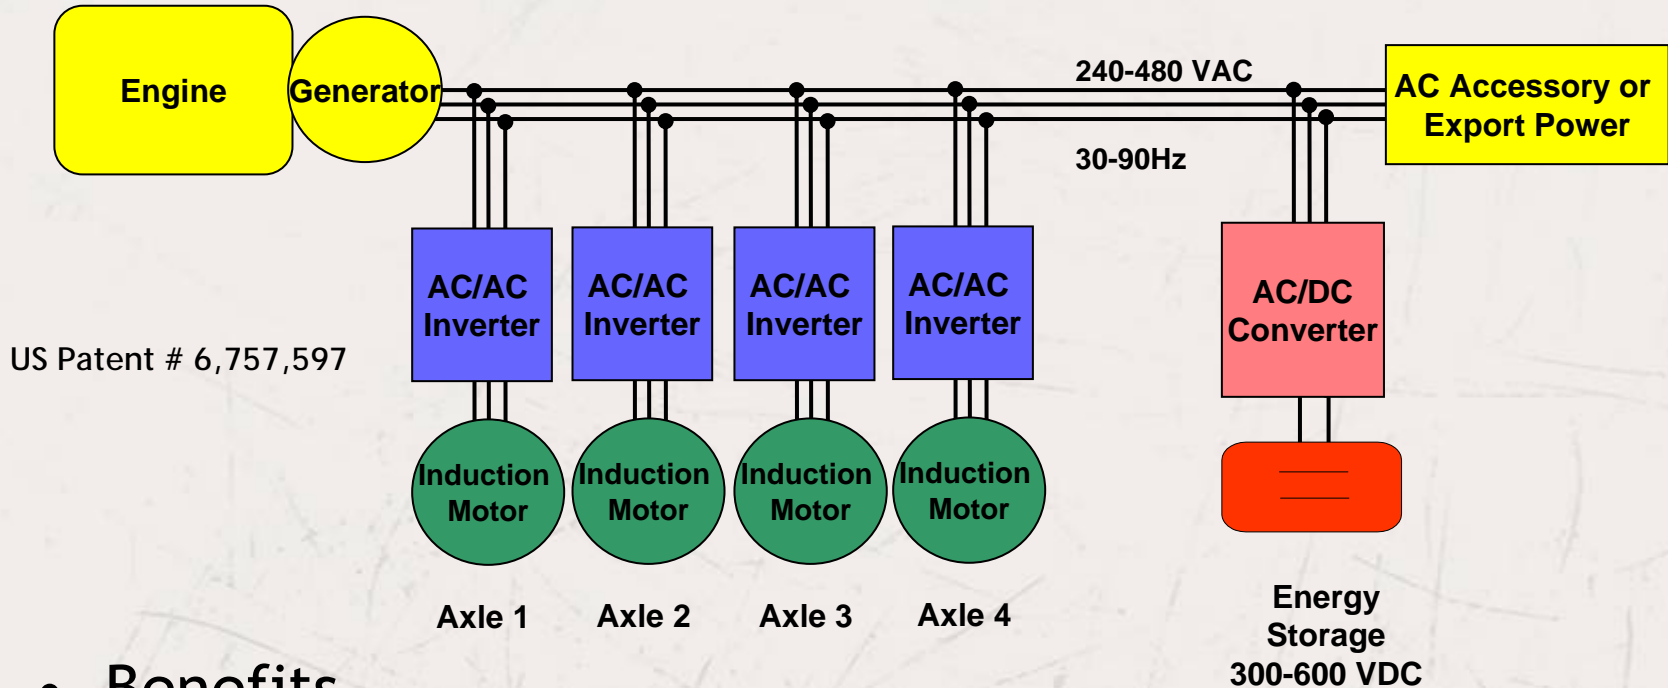 Engine
Generator
240-480 VAC
30-90Hz
AC Accessory or
Export Power
AC/AC
Inverter
AC/AC
Inverter
AC/AC
Inverter
AC/AC
Inverter
AC/DC
Converter
US Patent # 6,757,597
Induction
Motor
Induction
Motor
Induction
Motor
Induction
Motor
Axle 1
Axle 2
Axle 3
Axle 4
Energy
Storage
300-600 VDC
• Benefits